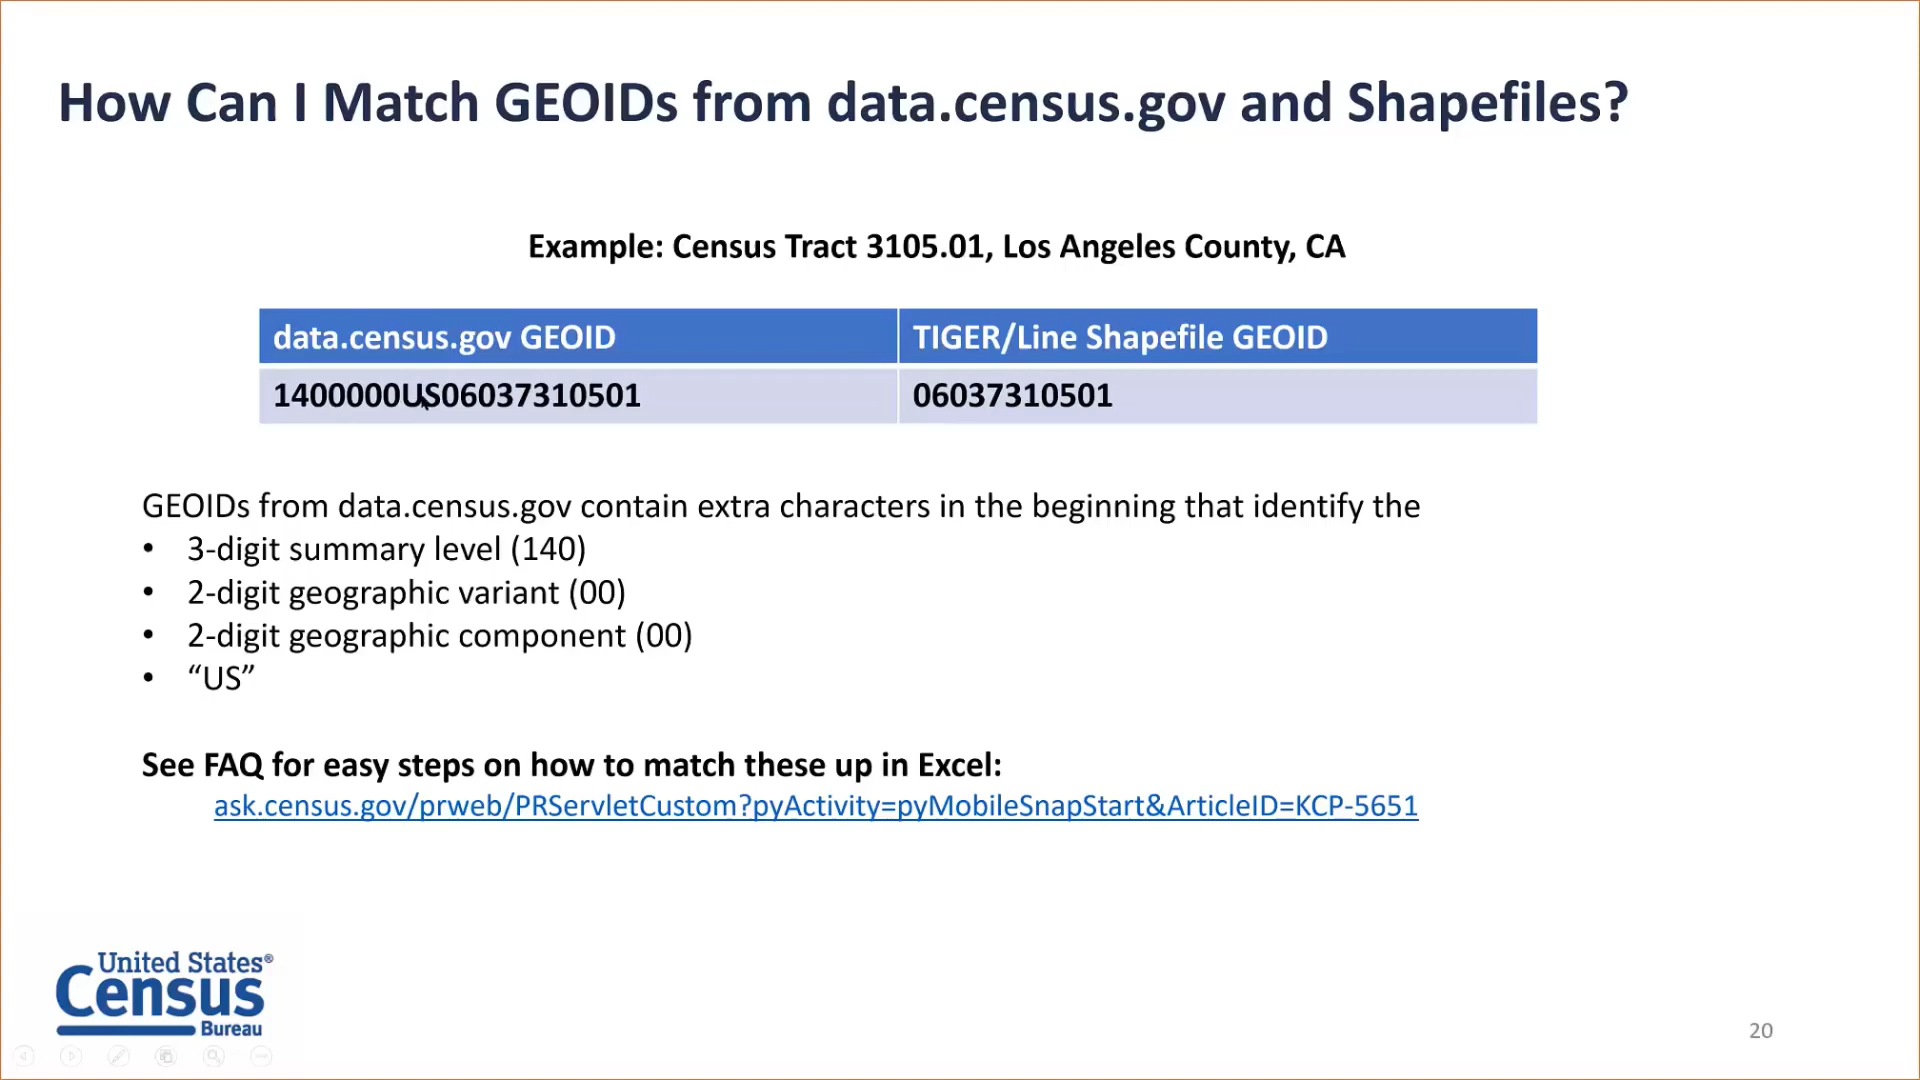 How Can I Match GEOIDs from data.census.gov and Shapefiles?
Example: Census Tract 3105.01, Los Angeles County, CA
data.census.gov GEOID
TIGER/Line Shapefile GEOID
1400000US06037310501
06037310501
GEOIDs from data.census.gov contain extra characters in the beginning that identify the
• 3-digit summary level (140)
• 2-digit geographic variant (00)
• 2-digit geographic component (00)
• “US”
See FAQ for easy steps on how to match these up in Excel:
ask.census.gov/prweb/PRServletCustom?pyActivity=pyMobileSnapStart&ArticleID=KCP-5651
United States®
Census
Bureau
20